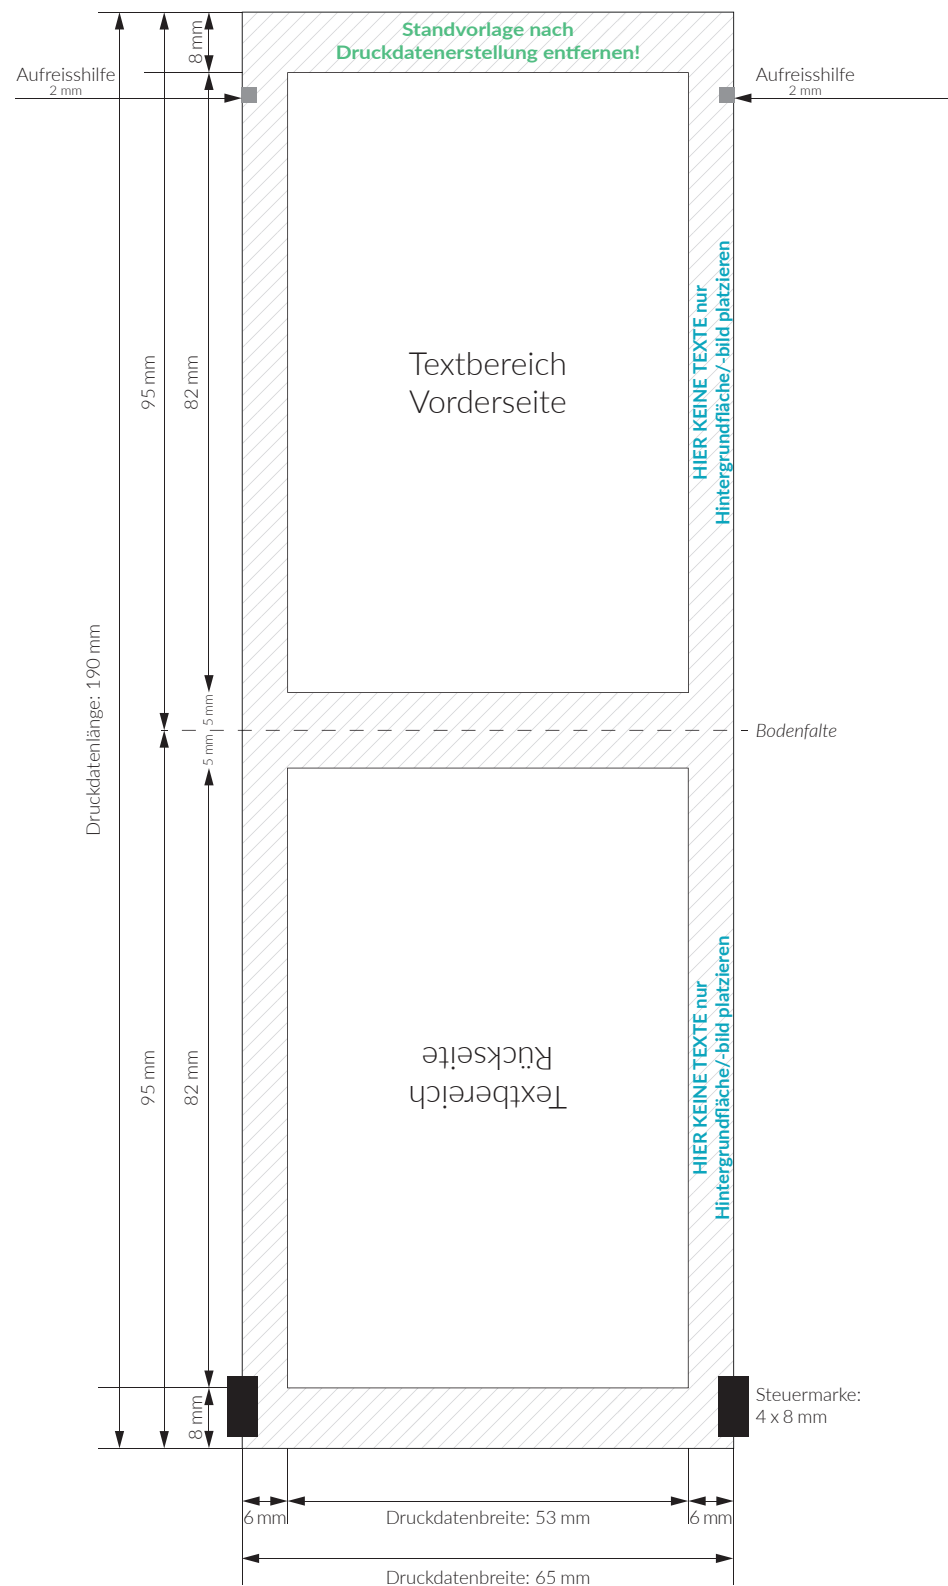 Standvorlage nach
Druckdatenerstellung entfernen!
8 mm
Aufreisshilfe
2 mm
Aufreisshilfe
2 mm
HIER KEINE TEXTE nur
Hintergrundfläche/-bild platzieren
Textbereich
Vorderseite
95 mm
82 mm
Druckdatenlänge: 190 mm
5 mm
5 mm
Bodenfalte
HIER KEINE TEXTE nur
Hintergrundfläche/-bild platzieren
Textbereich
Rückseite
95 mm
82 mm
8 mm
Steuermarke:
4 x 8 mm
6 mm
Druckdatenbreite: 53 mm
6 mm
Druckdatenbreite: 65 mm